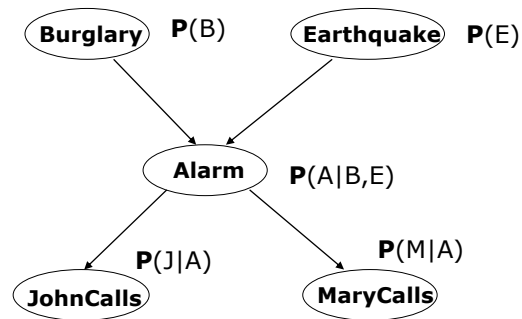 Burglary P(B) Earthquake P(E)
Alarm P(A|B,E)
P(J|A) P(M|A)
JohnCalls MaryCalls